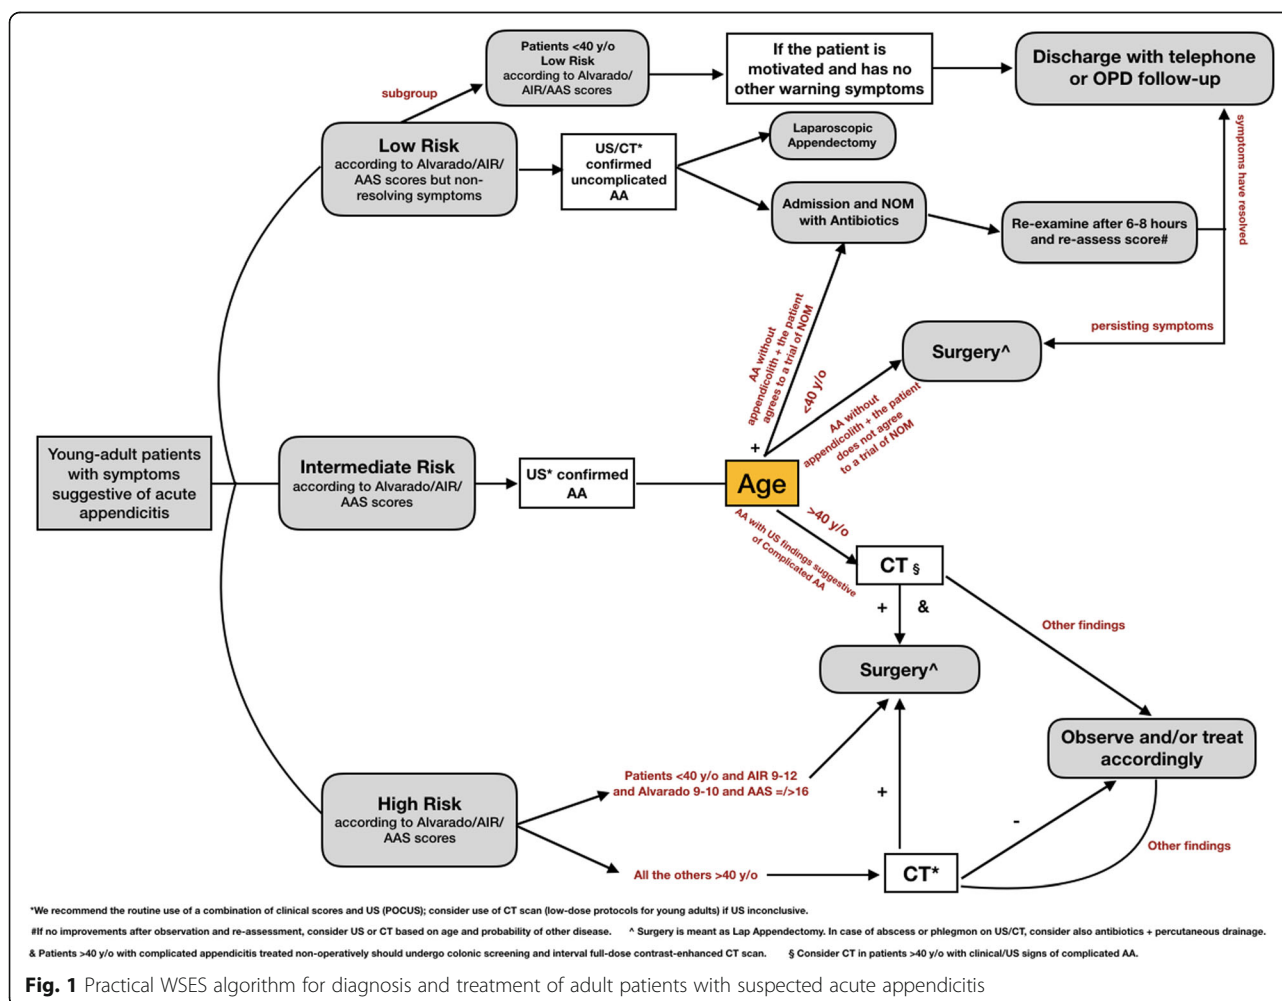 Patients <40 y/o
Low Risk
according to Alvarado/
AIR/AAS scores
If the patient is
motivated and has no
other warning symptoms
Discharge with telephone
or OPD follow-up
subgroup
Low Risk
according to Alvarado/AIR/
AAS scores but non-
resolving symptoms
US/CT*
confirmed
uncomplicated
AA
Laparoscopic
Appendectomy
Admission and NOM
with Antibiotics
Re-examine after 6-8 hours
and re-assess score#
symptoms have resolved
persisting symptoms
Surgery^
AA without
appendicolith + the patient
agrees to a trial of NOM
<40 y/o
AA without
appendicolith + the patient
does not agree
to a trial of NOM
Young-adult patients
with symptoms
suggestive of acute
appendicitis
Intermediate Risk
according to Alvarado/AIR/
AAS scores
US* confirmed
AA
+
Age
>40 y/o
AA with US findings suggestive
of Complicated AA
CT §
+ &
Other findings
Surgery^
Observe and/or treat
accordingly
High Risk
according to Alvarado/AIR/
AAS scores
Patients <40 y/o and AIR 9-12
and Alvarado 9-10 and AAS =/>16
+
-
Other findings
All the others >40 y/o
CT*
*We recommend the routine use of a combination of clinical scores and US (POCUS); consider use of CT scan (low-dose protocols for young adults) if US inconclusive.
#If no improvements after observation and re-assessment, consider US or CT based on age and probability of other disease. ^ Surgery is meant as Lap Appendectomy. In case of abscess or phlegmon on US/CT, consider also antibiotics + percutaneous drainage.
& Patients >40 y/o with complicated appendicitis treated non-operatively should undergo colonic screening and interval full-dose contrast-enhanced CT scan. § Consider CT in patients >40 y/o with clinical/US signs of complicated AA.
Fig. 1 Practical WSES algorithm for diagnosis and treatment of adult patients with suspected acute appendicitis